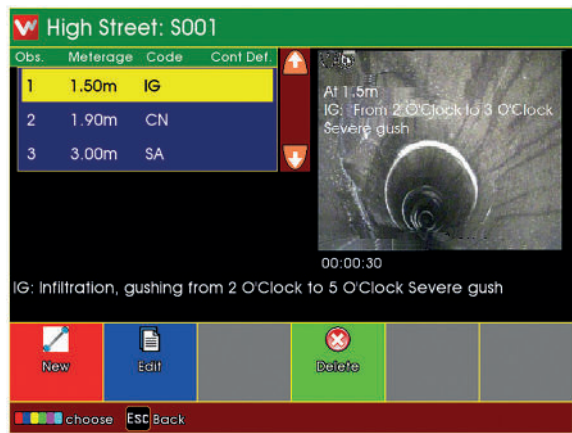 High Street: S001
Obs. Meterage Code Cont Def.
1 1.50m IG
2 1.90m CN
3 3.00m SA
At 1.5m
IG: From 2 O'Clock to 3 O'Clock
Severe gush
00:00:30
IG: Infiltration, gushing from 2 O'Clock to 5 O'Clock Severe gush
New Edit Delete
choose Esc Back